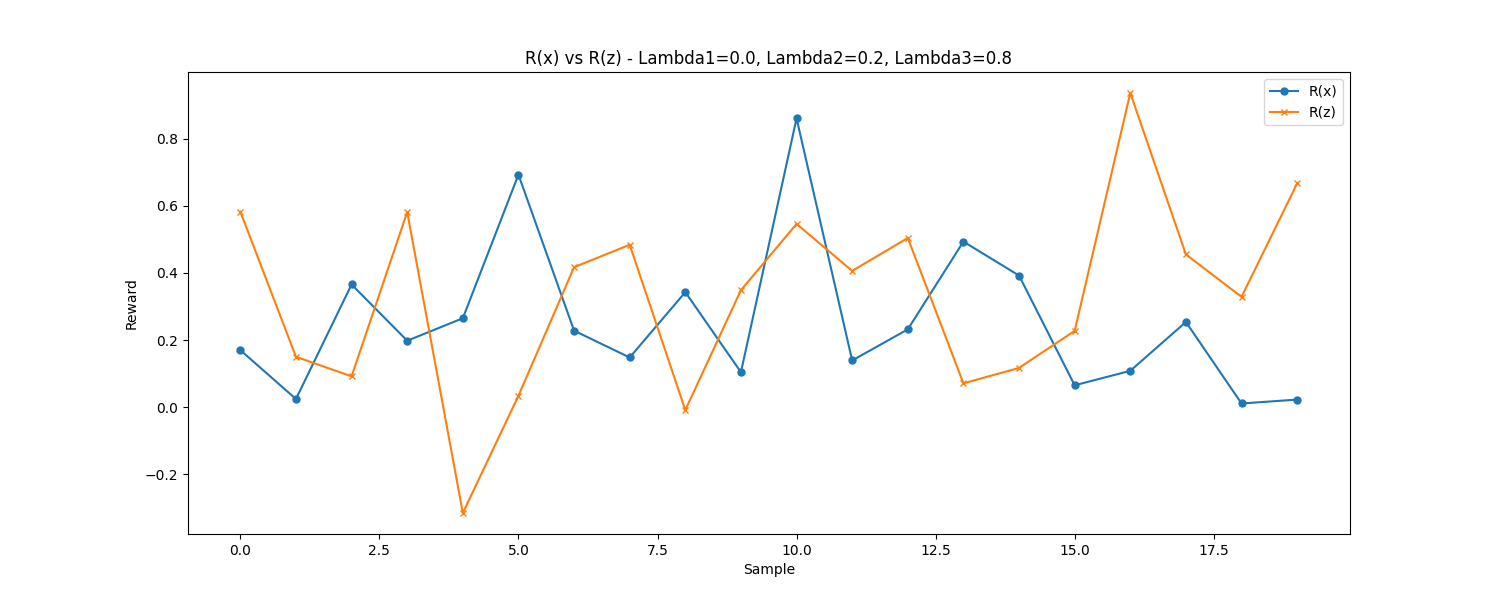 R(x) vs R(z) - Lambda1=0.0, Lambda2=0.2, Lambda3=0.8
R(x)
R(z)
0.8
0.6
0.4
0.2
0.0
−0.2
Reward
0.0 2.5 5.0 7.5 10.0 12.5 15.0 17.5
Sample